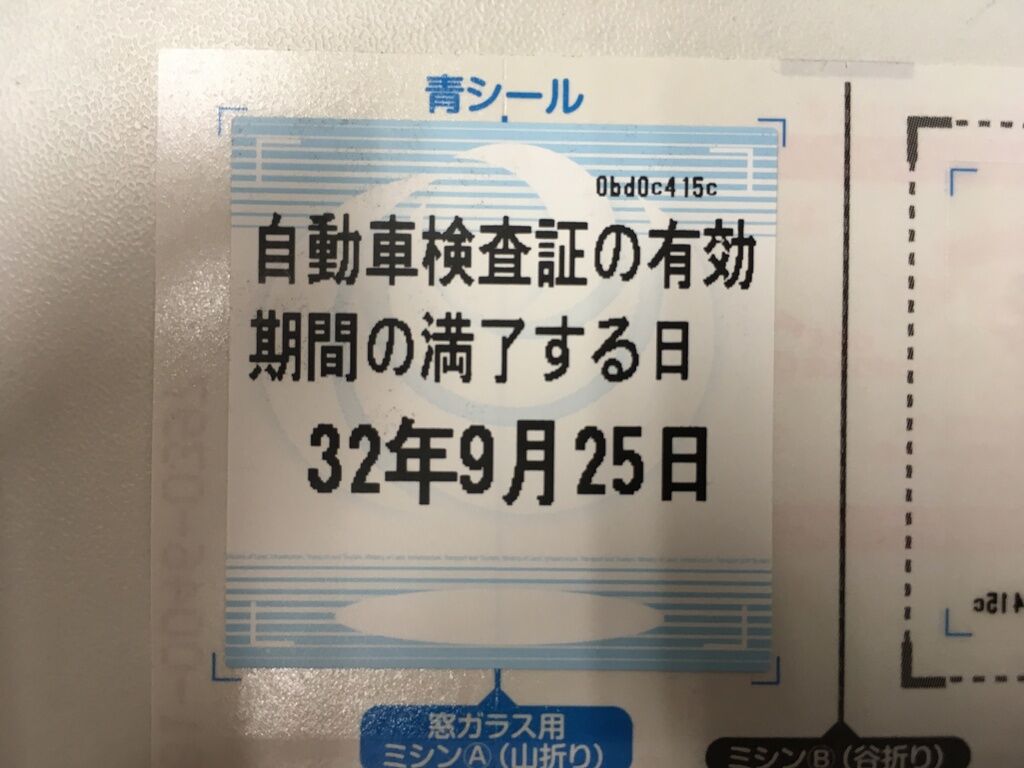 青シール
0bd0c415c
自動車検査証の有効
期間の満了する日
32年9月25日
窓ガラス用
ミシンⒶ(山折り)
ミシンⒷ(谷折り)